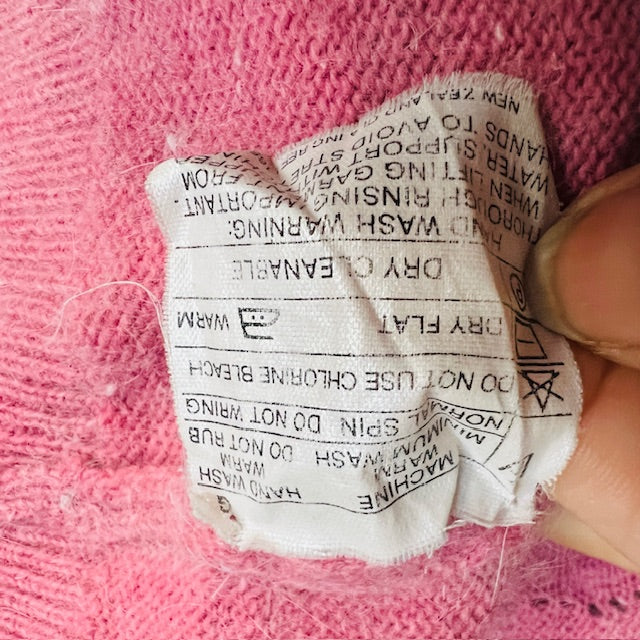 HAND WASH
WARM
DO NOT RUB
MACHINE
WARM
MINIMUM WASH
DO NOT WRING
NORMAL SPIN
DO NOT USE CHLORINE BLEACH
WARM
DRY FLAT
DRY CLEANABLE
HAND WASH WARNING:
THOROUGH RINSING IMPORTANT.
WHEN LIFTING GARMENT FROM
WATER SUPPORT
HANDS TO AVOID
NEW ZEALAND